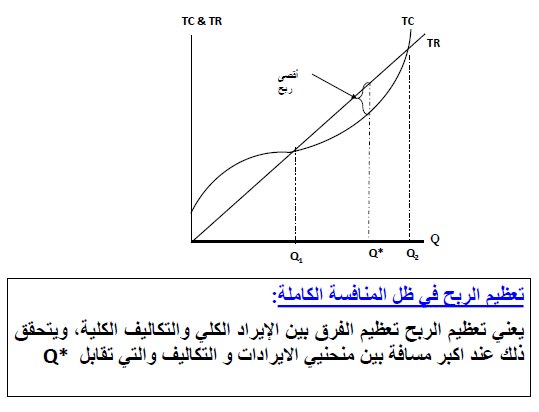 TC & TR
TC
TR
أقصى
ربح
Q
Q1
Q*
Q2
تعظيم الربح في ظل المنافسة الكاملة:
يعني تعظيم الربح تعظيم الفرق بين الإيراد الكلي والتكاليف الكلية، ويتحقق
ذلك عند اكبر مسافة بين منحنيي الايرادات و التكاليف والتي تقابل Q*